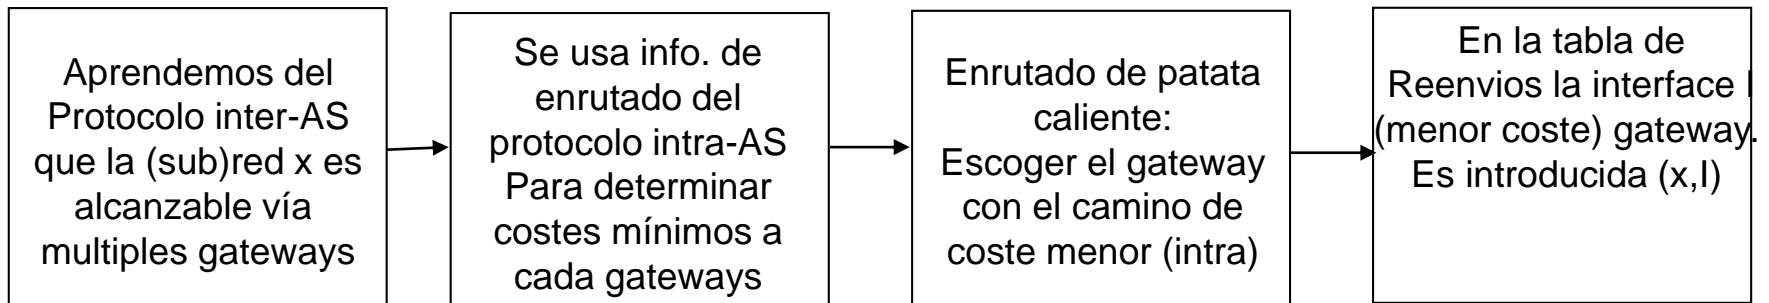 Aprendemos del
Protocolo inter-AS
que la (sub)red x es
alcanzable vía
multiples gateways
Se usa info. de
enrutado del
protocolo intra-AS
Para determinar
costes mínimos a
cada gateways
Enrutado de patata
caliente:
Escoger el gateway
con el camino de
coste menor (intra)
En la tabla de
Reenvios la interface I
(menor coste) gateway.
Es introducida (x,I)